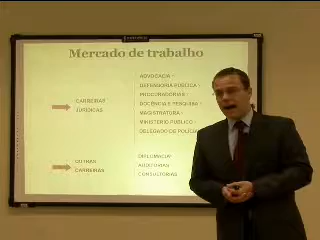 Mercado de trabalho
CARREIRAS
JURÍDICAS
ADVOCACIA
DEFENSORIA PÚBLICA
PROCURADORIAS
DOCÊNCIA E PESQUISA
MAGISTRATURA
MINISTÉRIO PÚBLICO
DELEGADO DE POLÍCIA
OUTRAS
CARREIRAS
DIPLOMACIA
AUDITORIAS
CONSULTORIAS